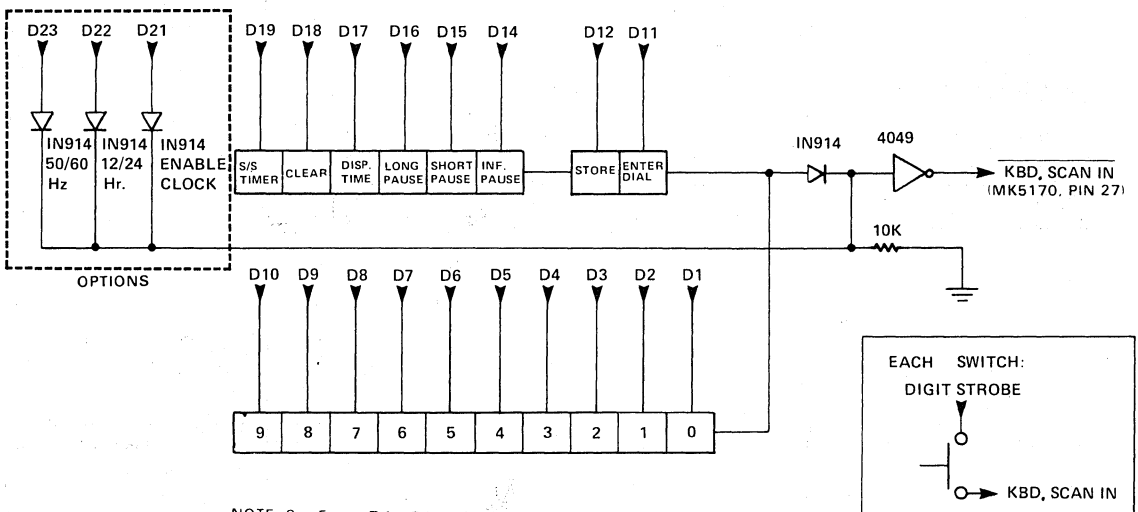 D23 D22 D21 D19 D18 D17 D16 D15 D14 D12 D11
IN914
50/60
Hz
IN914
12/24
Hr.
IN914
ENABLE
CLOCK
S/S
TIMER
CLEAR
DISP.
TIME
LONG
PAUSE
SHORT
PAUSE
INF.
PAUSE
STORE
ENTER
DIAL
IN914
4049
KBD, SCAN IN
(MK5170, PIN 27)
10K
OPTIONS
D10 D9 D8 D7 D6 D5 D4 D3 D2 D1
9 8 7 6 5 4 3 2 1 0
EACH SWITCH:
DIGIT STROBE
KBD, SCAN IN